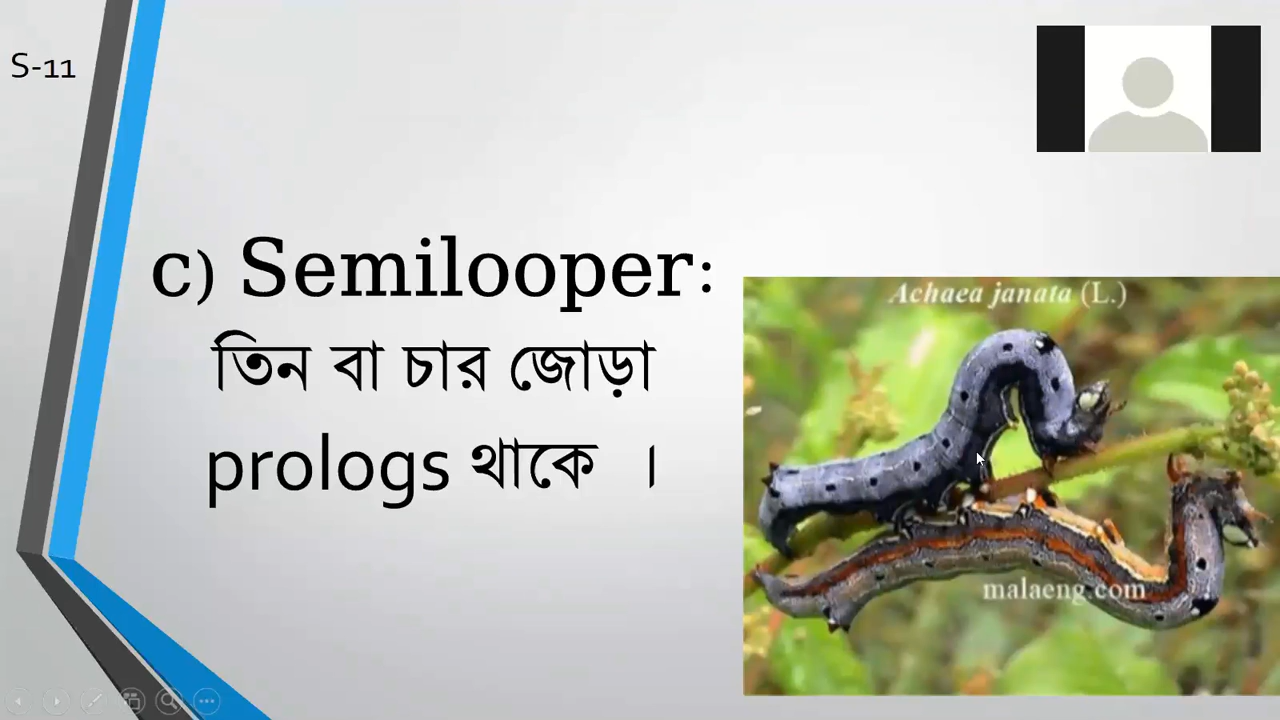 S-11
c) Semilooper:
তিন বা চার জোড়া
prologs থাকে ।
Achaea janata (L.)
malaeng.com